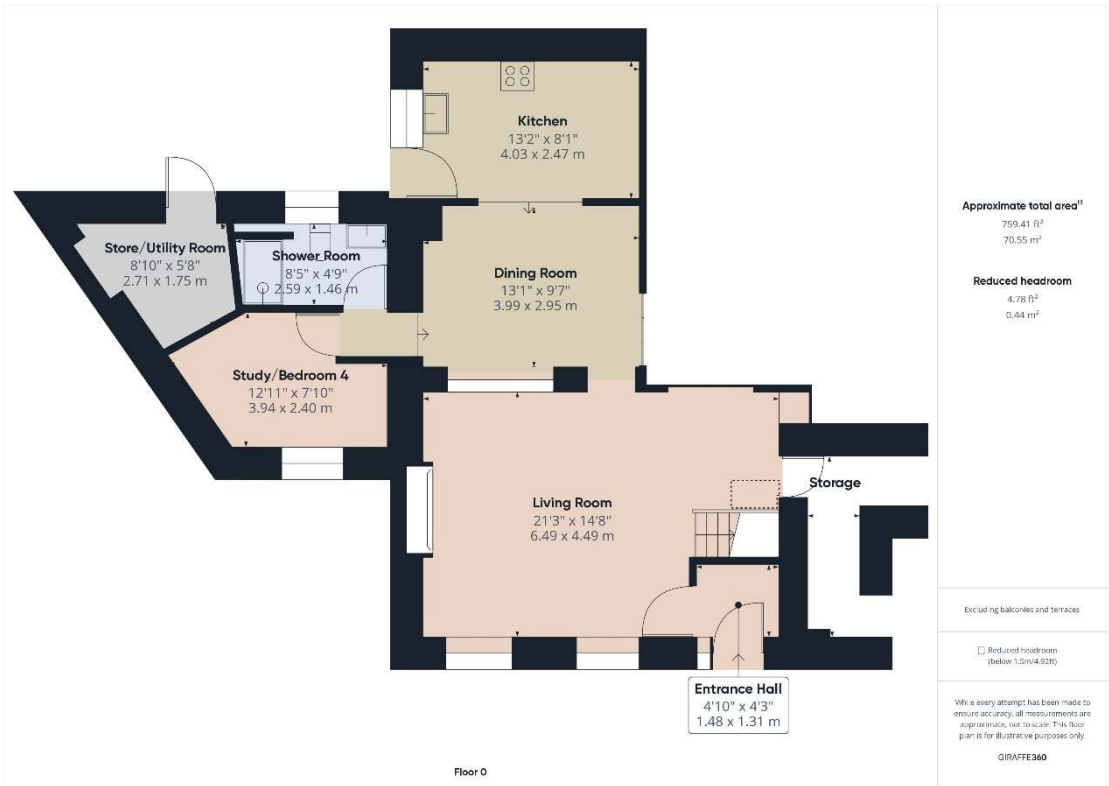 Kitchen
13'2" x 8'1"
4.03 x 2.47 m
Store/Utility Room
8'10" x 5'8"
2.71 x 1.75 m
Shower Room
8'5" x 4'9"
2.59 x 1.46 m
Dining Room
13'1" x 9'7"
3.99 x 2.95 m
Study/Bedroom 4
12'11" x 7'10"
3.94 x 2.40 m
Living Room
21'3" x 14'8"
6.49 x 4.49 m
Storage
Entrance Hall
4'10" x 4'3"
1.48 x 1.31 m
Floor 0
Approximate total area⁽¹⁾
759.41 ft²
70.55 m²
Reduced headroom
4.78 ft²
0.44 m²
Excluding balconies and terraces
Reduced headroom
(below 1.5m/4.92ft)
While every attempt has been made to
ensure accuracy, all measurements are
approximate, not to scale. This floor
plan is for illustrative purposes only.
GIRAFFE360